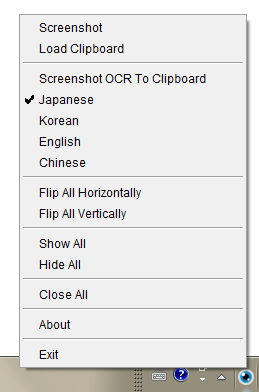 Screenshot
Load Clipboard
Screenshot OCR To Clipboard
Japanese
Korean
English
Chinese
Flip All Horizontally
Flip All Vertically
Show All
Hide All
Close All
About
Exit
?